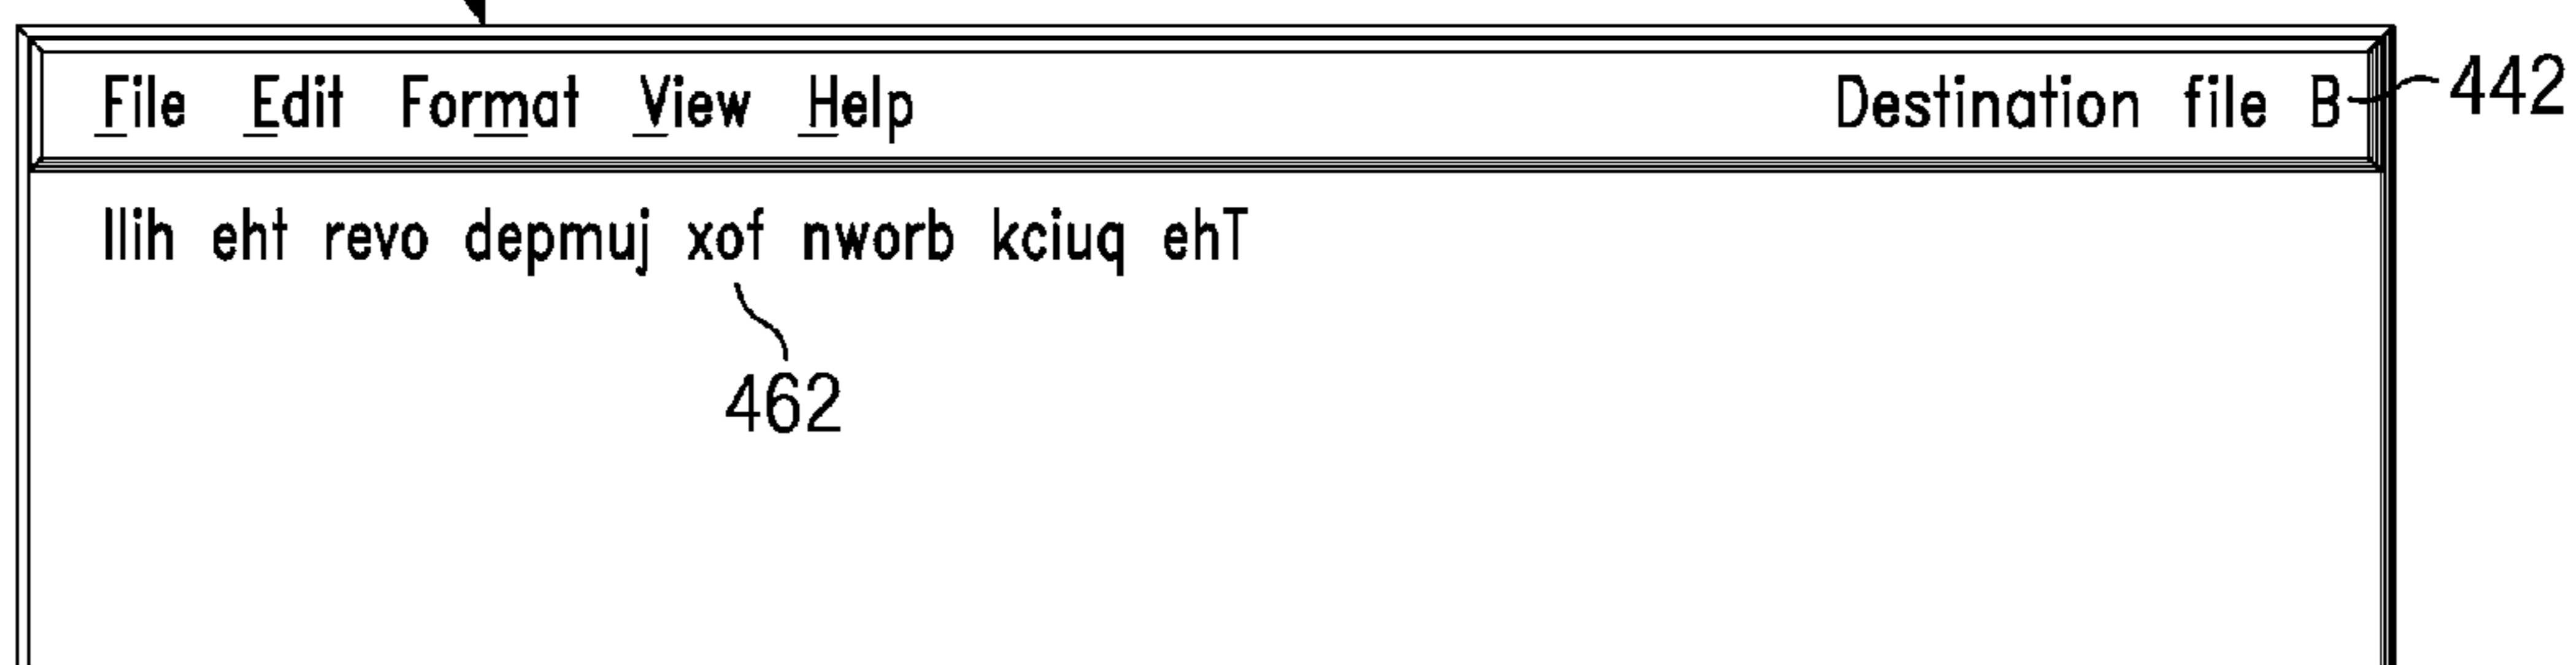 File Edit Format View Help Destination file B 442
llih eht revo depmuj xof nworb kciuq ehT
462